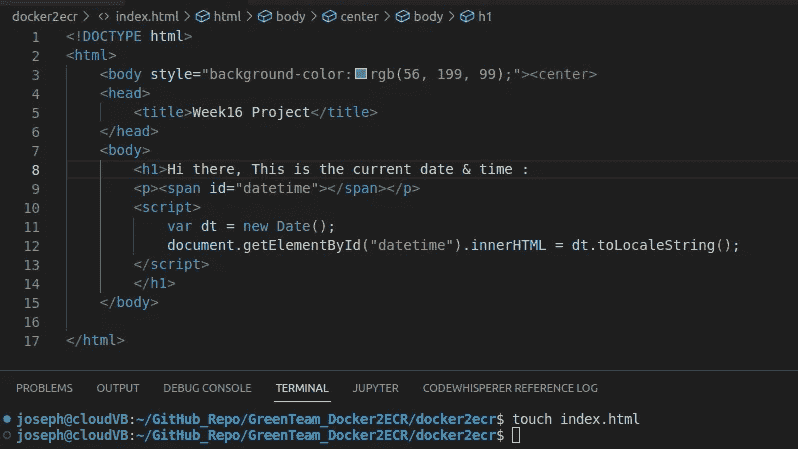 docker2ecr > index.html > html > body > center > body > h1
1 <!DOCTYPE html>
2 <html>
3 <body style="background-color:rgb(56, 199, 99);"><center>
4 <head>
5 <title>Week16 Project</title>
6 </head>
7 <body>
8 <h1>Hi there, This is the current date & time :
9 <p><span id="datetime"></span></p>
10 <script>
11 var dt = new Date();
12 document.getElementById("datetime").innerHTML = dt.toLocaleString();
13 </script>
14 </h1>
15 </body>
16
17 </html>
PROBLEMS OUTPUT DEBUG CONSOLE TERMINAL JUPYTER CODEWHISPERER REFERENCE LOG
joseph@cloudVB:~/GitHub_Repo/GreenTeam_Docker2ECR/docker2ecr$ touch index.html
joseph@cloudVB:~/GitHub_Repo/GreenTeam_Docker2ECR/docker2ecr$